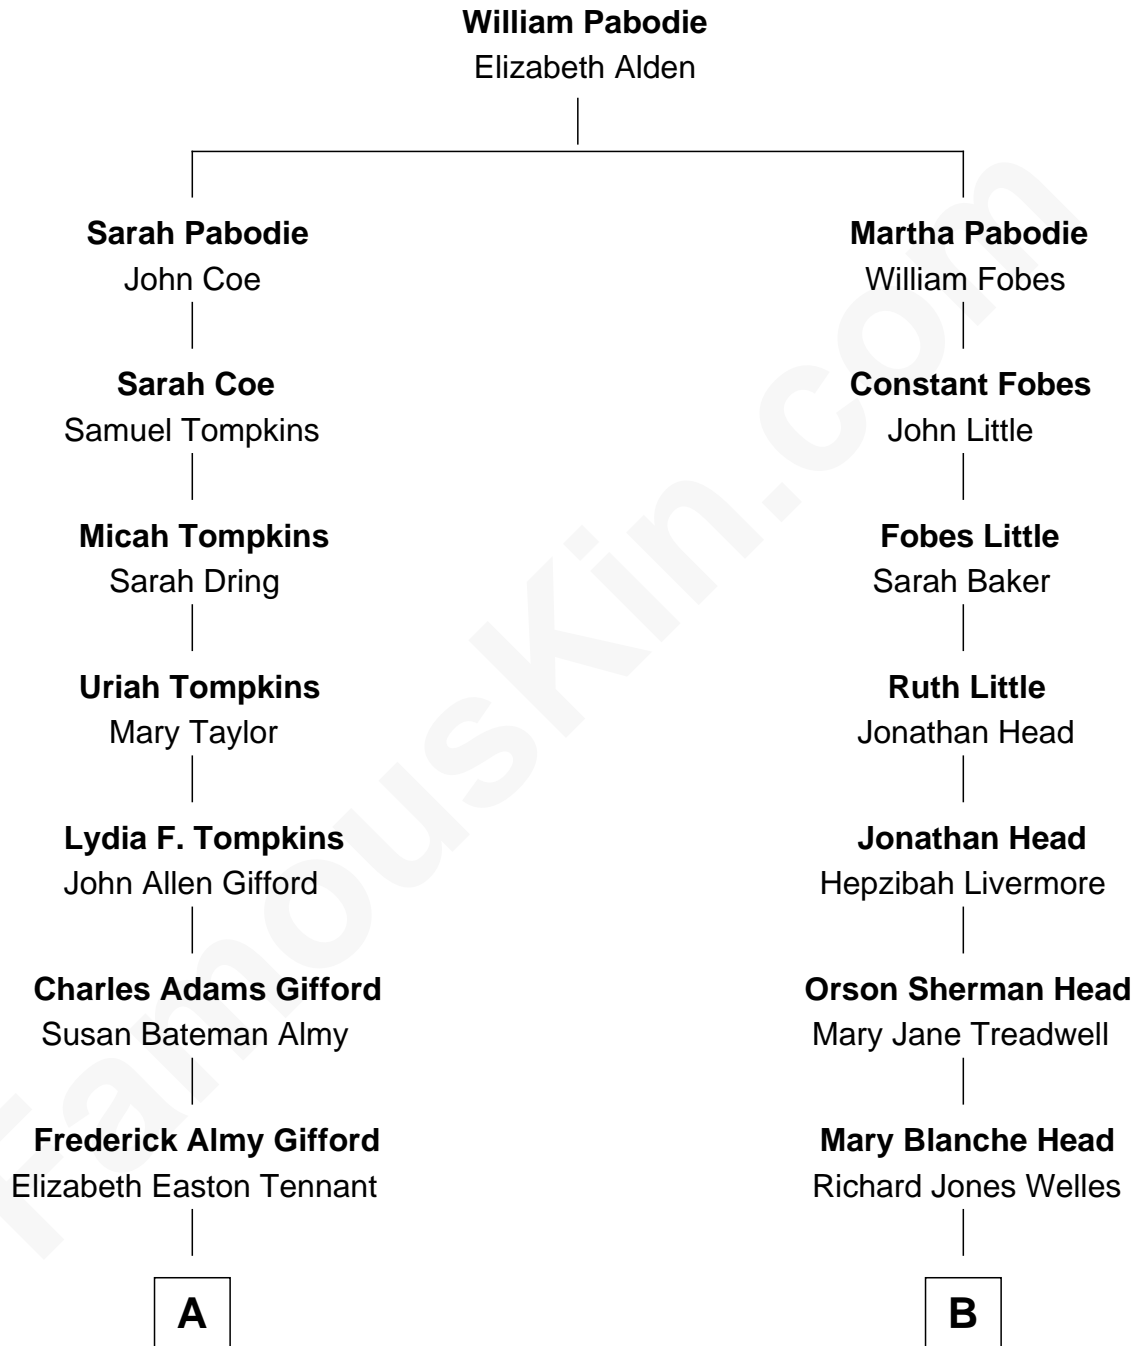 William Pabodie
Elizabeth Alden
Sarah Pabodie
John Coe
Martha Pabodie
William Fobes
Sarah Coe
Samuel Tompkins
Constant Fobes
John Little
Micah Tompkins
Sarah Dring
Fobes Little
Sarah Baker
Uriah Tompkins
Mary Taylor
Ruth Little
Jonathan Head
Lydia F. Tompkins
John Allen Gifford
Jonathan Head
Hepzibah Livermore
Charles Adams Gifford
Susan Bateman Almy
Orson Sherman Head
Mary Jane Treadwell
Frederick Almy Gifford
Elizabeth Easton Tennant
Mary Blanche Head
Richard Jones Welles
A
B
FamousKin.com